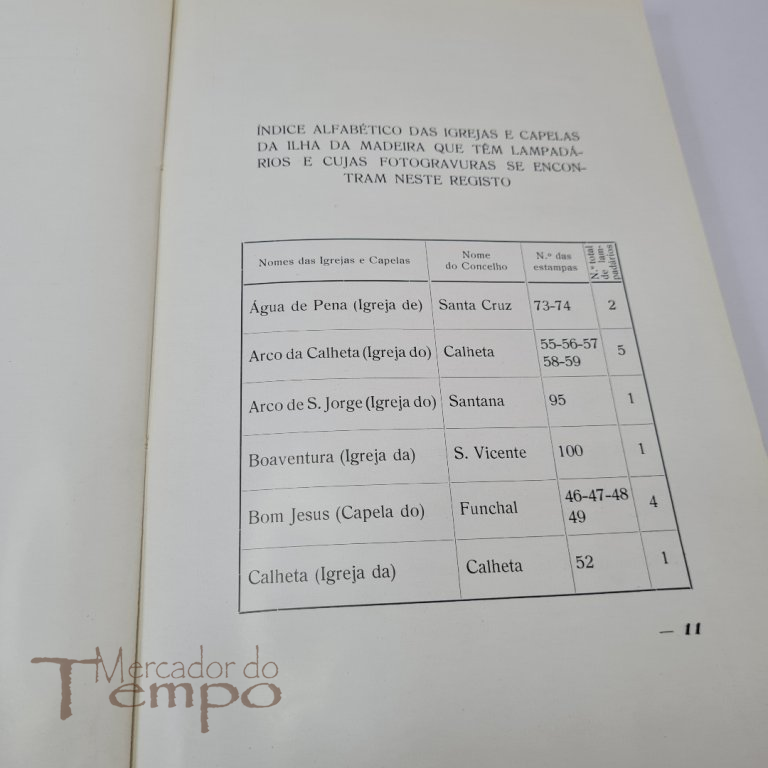 ÍNDICE ALFABÉTICO DAS IGREJAS E CAPELAS
DA ILHA DA MADEIRA QUE TÊM LAMPADÁ-
RIOS E CUJAS FOTOGRAVURAS SE ENCON-
TRAM NESTE REGISTO
Nomes das Igrejas e Capelas
Nome
do Concelho
N.º das
estampas
N.º total
de lam-
padários
Água de Pena (Igreja de) Santa Cruz 73-74 2
Arco da Calheta (Igreja do) Calheta 55-56-57
58-59 5
Arco de S. Jorge (Igreja do) Santana 95 1
Boaventura (Igreja da) S. Vicente 100 1
Bom Jesus (Capela do) Funchal 46-47-48
49 4
Calheta (Igreja da) Calheta 52 1
— 11
Mercador do
Tempo